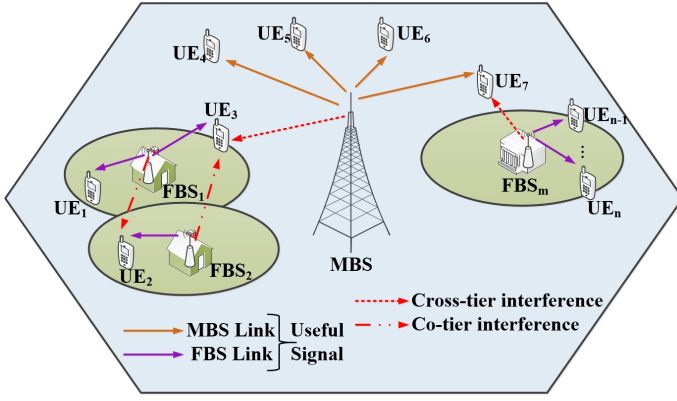 UE4
UE5
UE6
UE7
UE3
UEn-1
FBS1
UE1
FBSm
...
UEn
UE2
FBS2
MBS
Cross-tier interference
MBS Link Useful Co-tier interference
FBS Link Signal